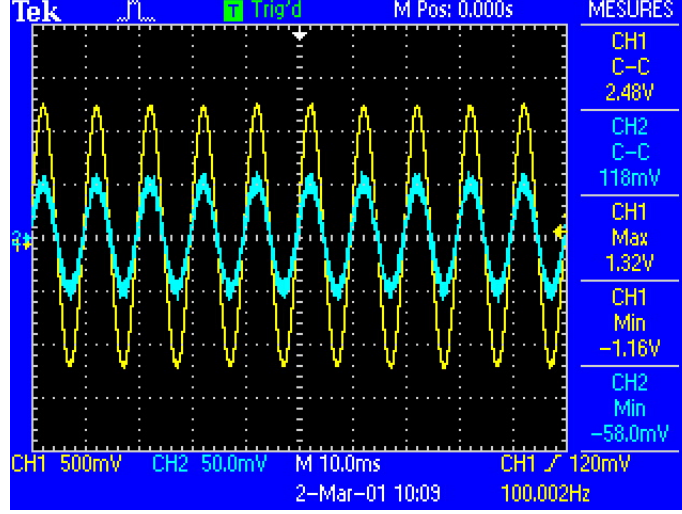 Tek T Trig'd M Pos: 0.000s MESURES
CH1
C-C
2.48V
CH2
C-C
118mV
CH1
Max
1.32V
CH1
Min
-1.16V
CH2
Min
-58.0mV
CH1 500mV CH2 50.0mV M 10.0ms CH1 120mV
2-Mar-01 10:09 100.002Hz